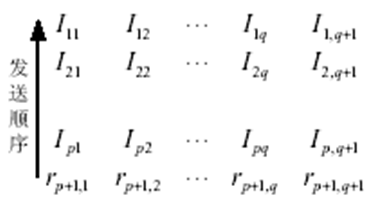 发送顺序
I₁₁ I₁₂ ⋯ I₁q I₁,q+1
I₂₁ I₂₂ ⋯ I₂q I₂,q+1
Ip1 Ip2 ⋯ Ipq Ip,q+1
rp+1,1 rp+1,2 ⋯ rp+1,q rp+1,q+1